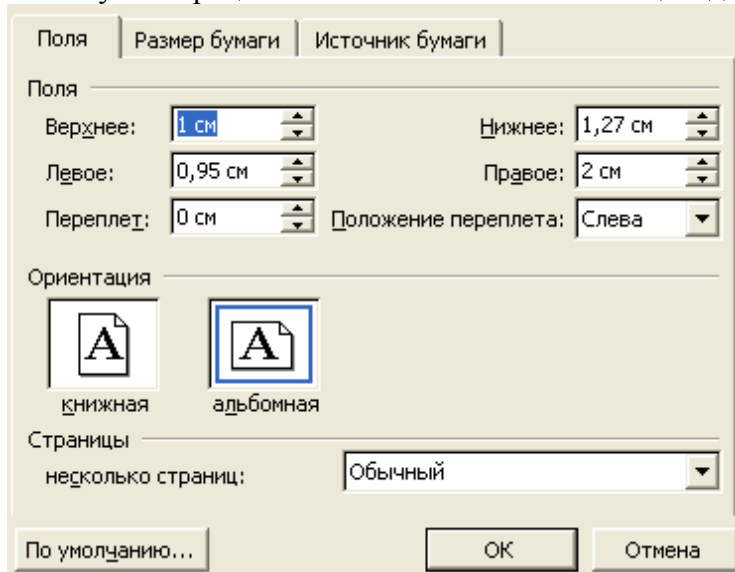 Поля Размер бумаги Источник бумаги
Поля
Верхнее: 1 см Нижнее: 1,27 см
Левое: 0,95 см Правое: 2 см
Переплет: 0 см Положение переплета: Слева
Ориентация
A A
книжная альбомная
Страницы
несколько страниц: Обычный
По умолчанию... ОК Отмена